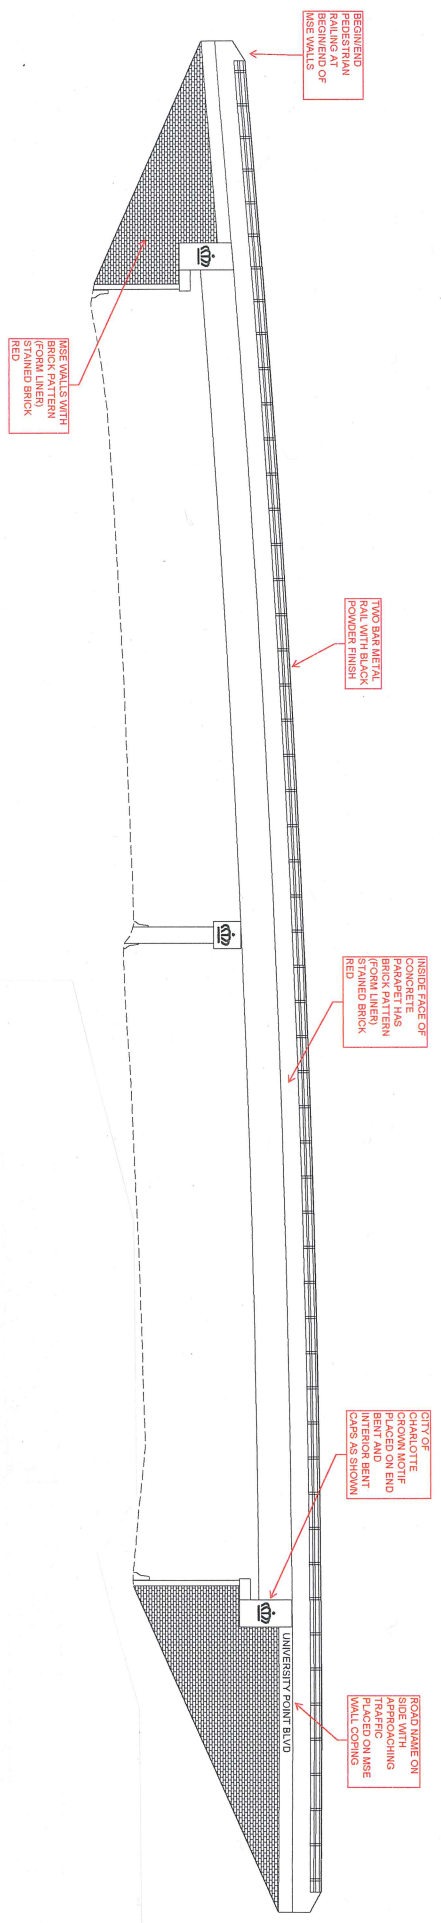 BEGIN/END
PEDESTRIAN
RAILING AT
BEGIN/END OF
MSE WALLS
MSE WALLS WITH
BRICK PATTERN
(FORM LINER)
STAINED BRICK
RED
TWO BAR METAL
RAIL WITH BLACK
POWDER FINISH
INSIDE FACE OF
CONCRETE
PARAPET HAS
BRICK PATTERN
(FORM LINER)
STAINED BRICK
RED
CITY OF
CHARLOTTE
CROWN MOTIF
PLACED ON END
BENT AND
INTERIOR BENT
CAPS AS SHOWN
ROAD NAME ON
SIDE WITH
APPROACHING
TRAFFIC
PLACED ON MSE
WALL COPING
UNIVERSITY POINT BLVD